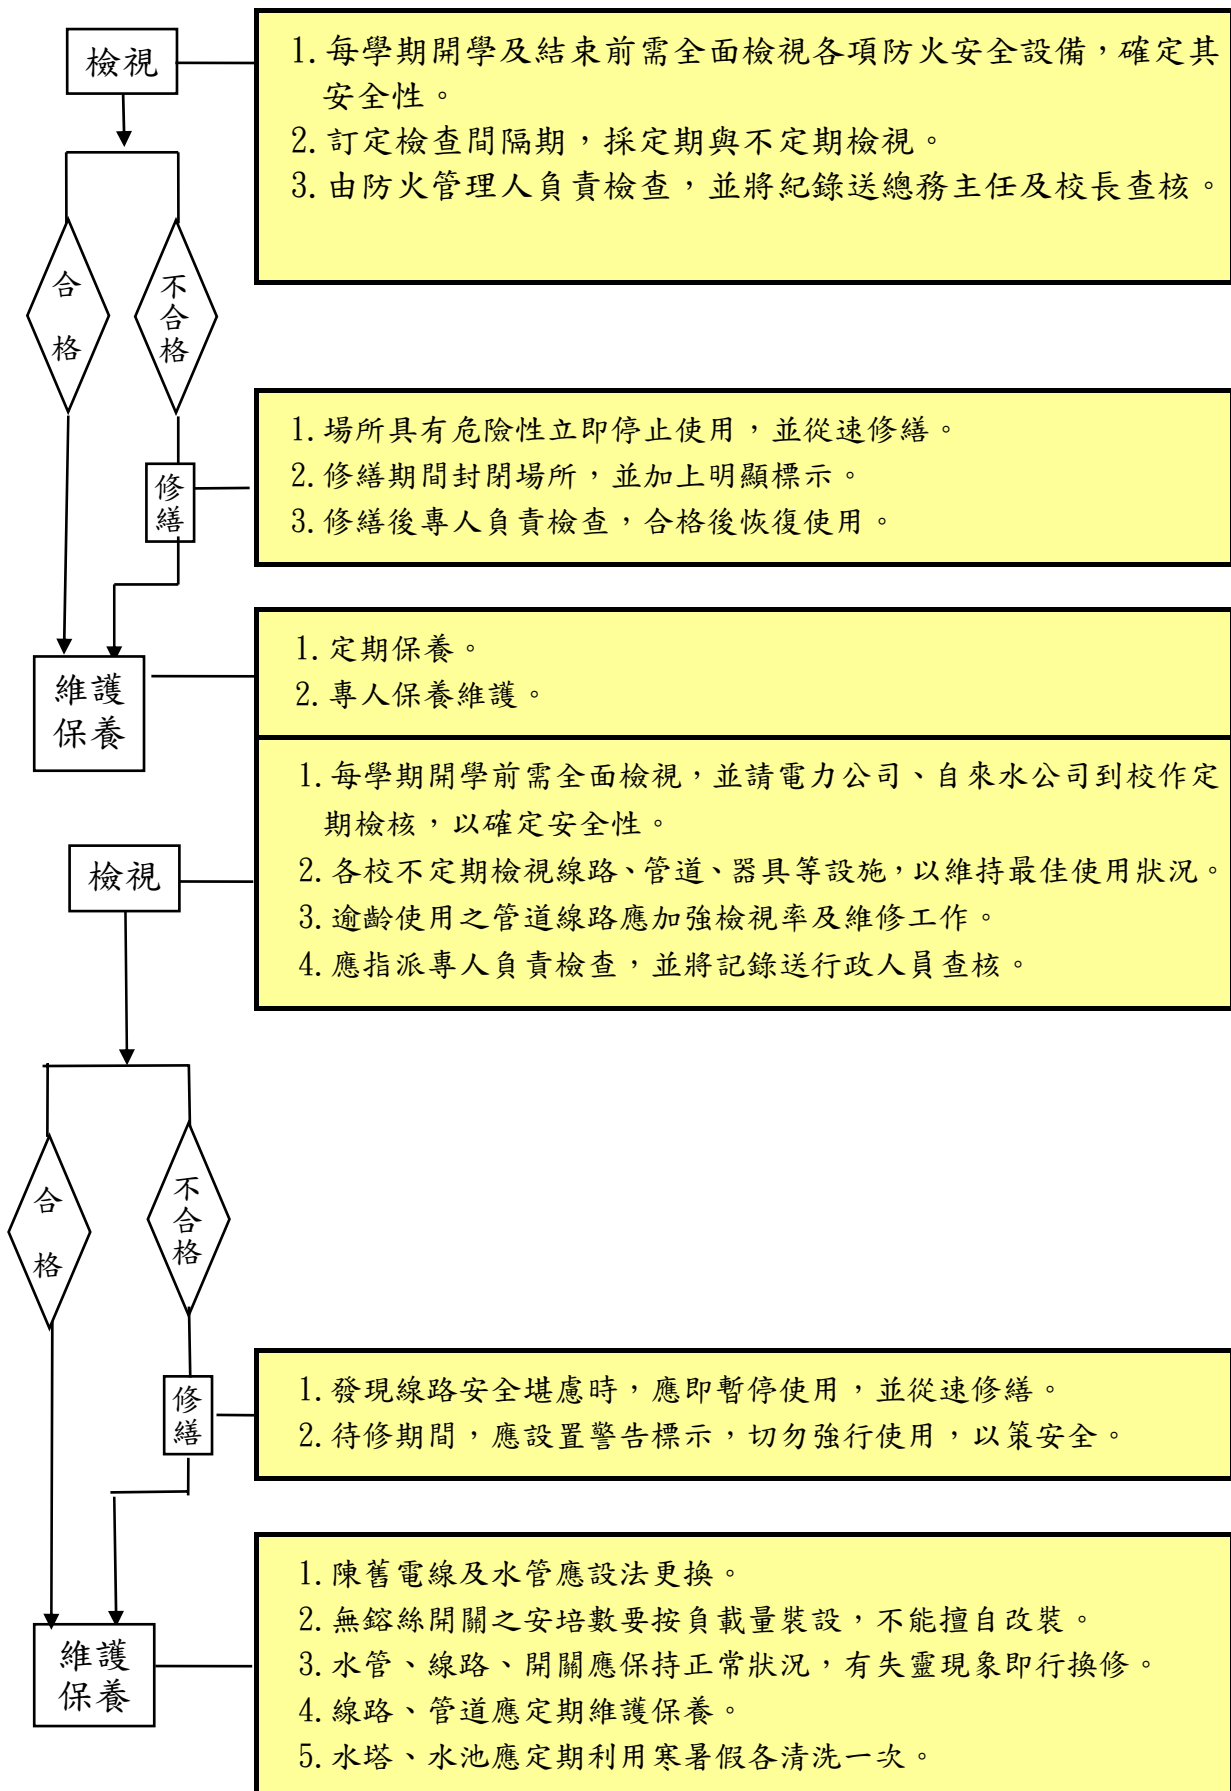 檢視
1. 每學期開學及結束前需全面檢視各項防火安全設備，確定其
安全性。
2. 訂定檢查間隔期，採定期與不定期檢視。
3. 由防火管理人負責檢查，並將紀錄送總務主任及校長查核。
合
格
不
合
格
修
繕
1. 場所具有危險性立即停止使用，並從速修繕。
2. 修繕期間封閉場所，並加上明顯標示。
3. 修繕後專人負責檢查，合格後恢復使用。
維護
保養
1. 定期保養。
2. 專人保養維護。
檢視
1. 每學期開學前需全面檢視，並請電力公司、自來水公司到校作定
期檢核，以確定安全性。
2. 各校不定期檢視線路、管道、器具等設施，以維持最佳使用狀況。
3. 逾齡使用之管道線路應加強檢視率及維修工作。
4. 應指派專人負責檢查，並將記錄送行政人員查核。
合
格
不
合
格
修
繕
1. 發現線路安全堪慮時，應即暫停使用，並從速修繕。
2. 待修期間，應設置警告標示，切勿強行使用，以策安全。
維護
保養
1. 陳舊電線及水管應設法更換。
2. 無鎔絲開關之安培數要按負載量裝設，不能擅自改裝。
3. 水管、線路、開關應保持正常狀況，有失靈現象即行換修。
4. 線路、管道應定期維護保養。
5. 水塔、水池應定期利用寒暑假各清洗一次。